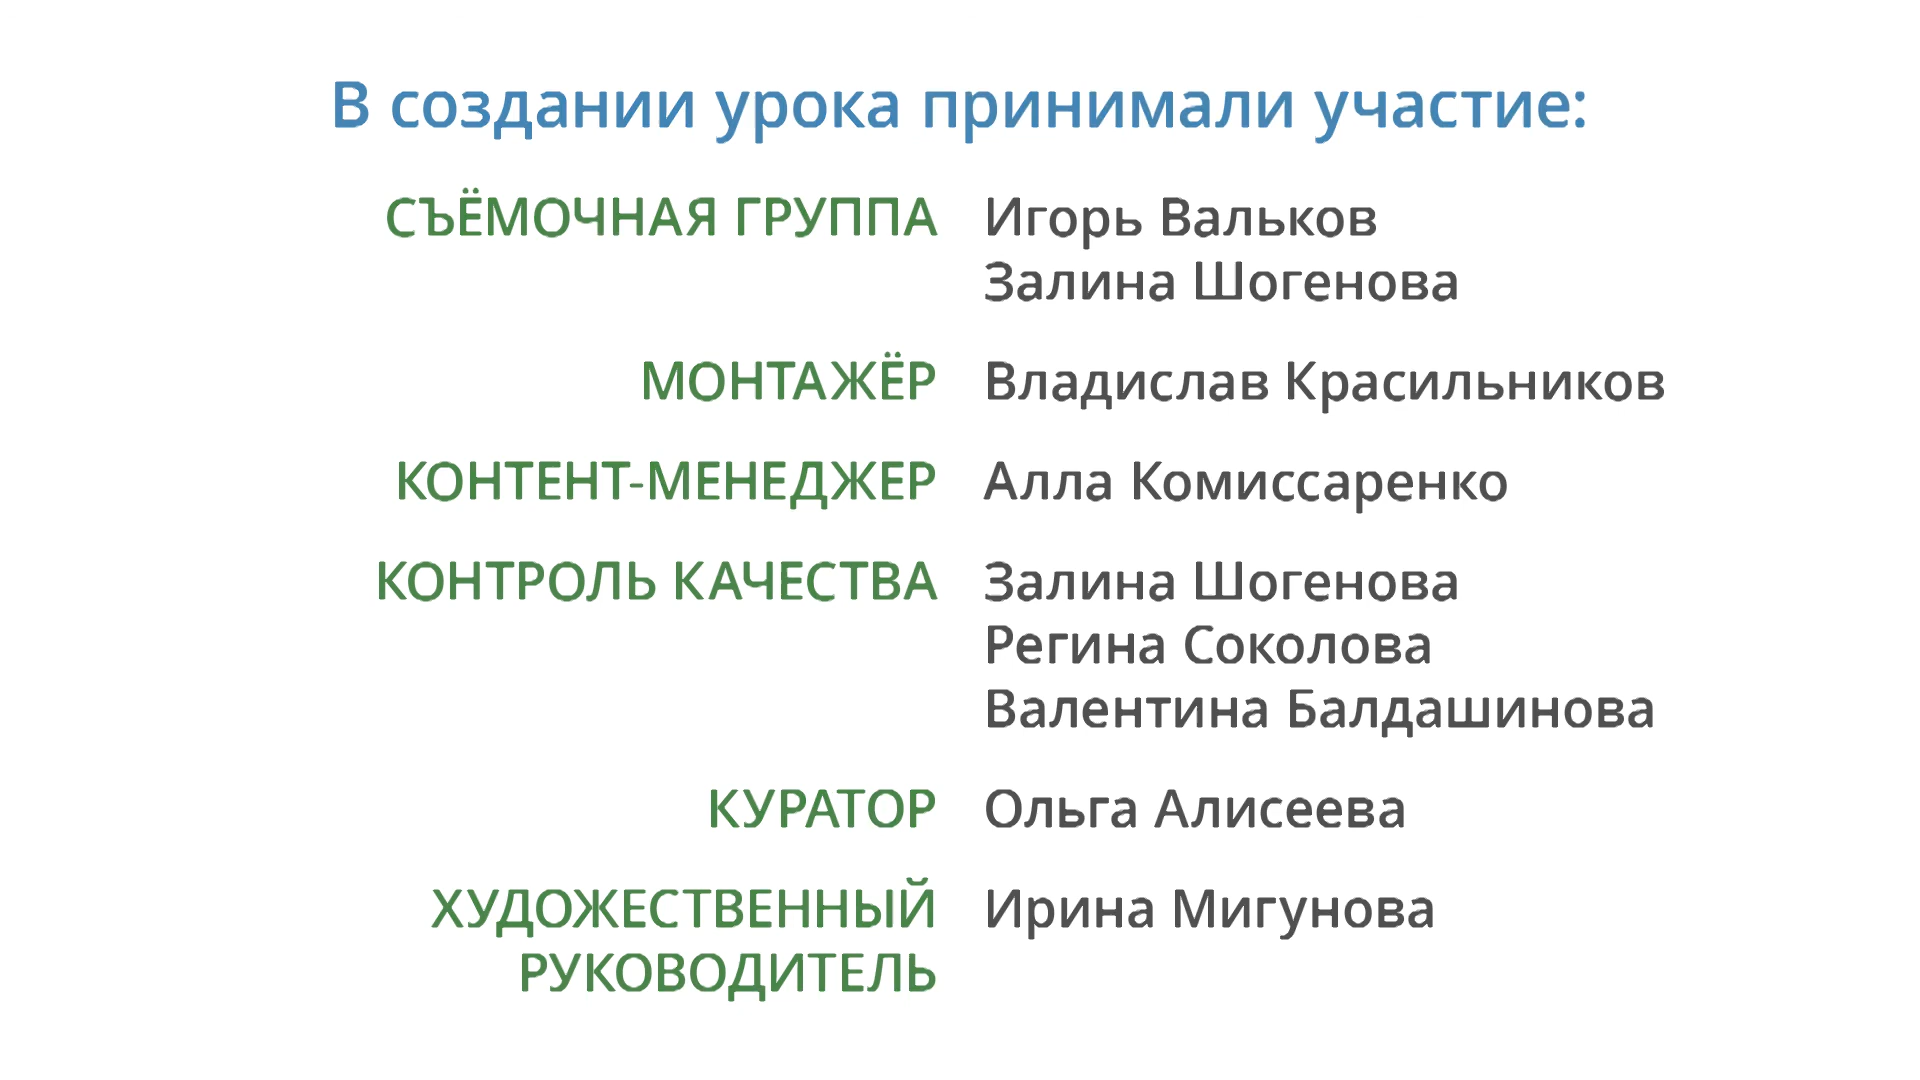 В создании урока принимали участие:
СЪЁМОЧНАЯ ГРУППА Игорь Вальков
Залина Шогенова
МОНТАЖЁР Владислав Красильников
КОНТЕНТ-МЕНЕДЖЕР Алла Комиссаренко
КОНТРОЛЬ КАЧЕСТВА Залина Шогенова
Регина Соколова
Валентина Балдашинова
КУРАТОР Ольга Алисеева
ХУДОЖЕСТВЕННЫЙ Ирина Мигунова
РУКОВОДИТЕЛЬ